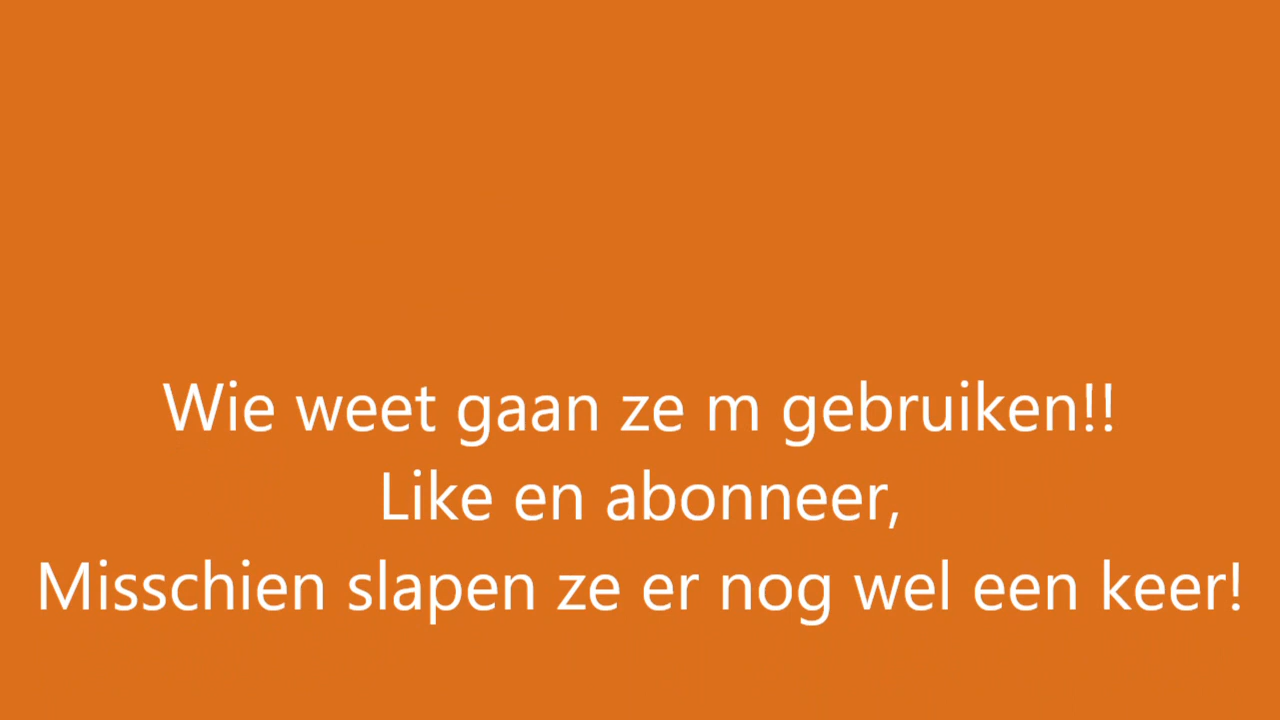 Wie weet gaan ze m gebruiken!!
Like en abonneer,
Misschien slapen ze er nog wel een keer!